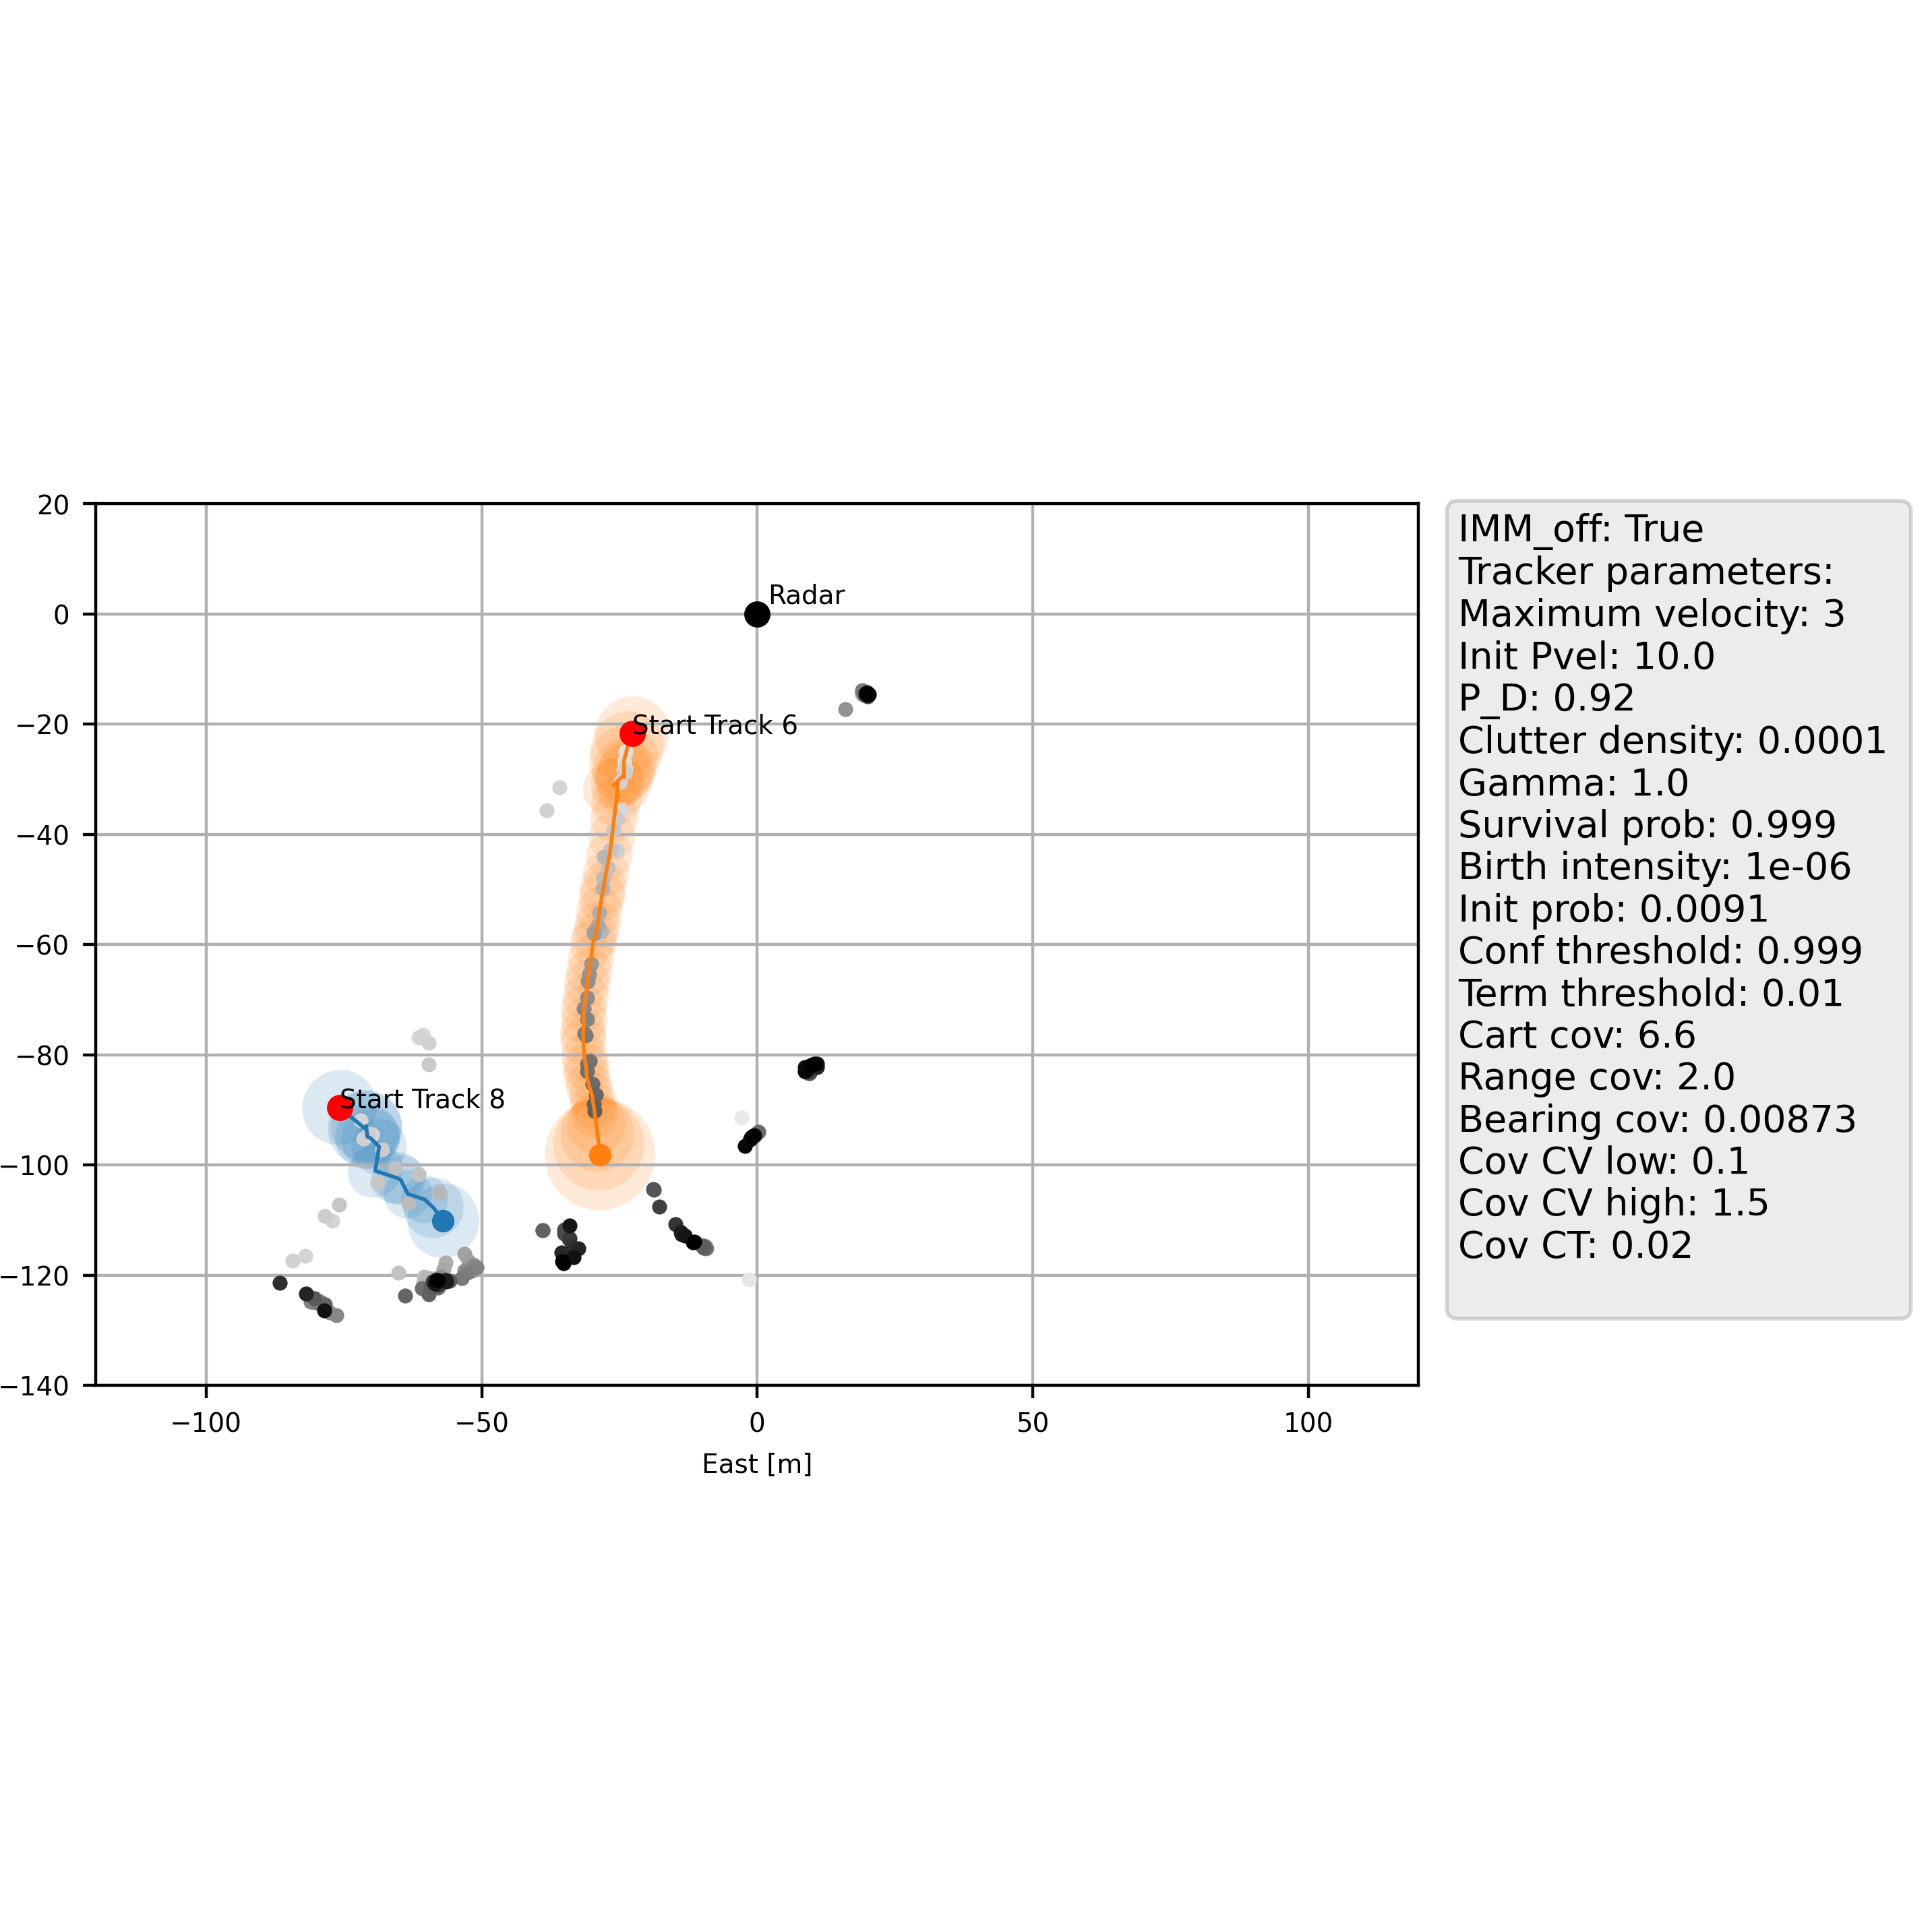 20
0
−20
−40
−60
−80
−100
−120
−140
−100
−50
0
50
100
East [m]
Radar
Start Track 6
Start Track 8
IMM_off: True
Tracker parameters:
Maximum velocity: 3
Init Pvel: 10.0
P_D: 0.92
Clutter density: 0.0001
Gamma: 1.0
Survival prob: 0.999
Birth intensity: 1e-06
Init prob: 0.0091
Conf threshold: 0.999
Term threshold: 0.01
Cart cov: 6.6
Range cov: 2.0
Bearing cov: 0.00873
Cov CV low: 0.1
Cov CV high: 1.5
Cov CT: 0.02